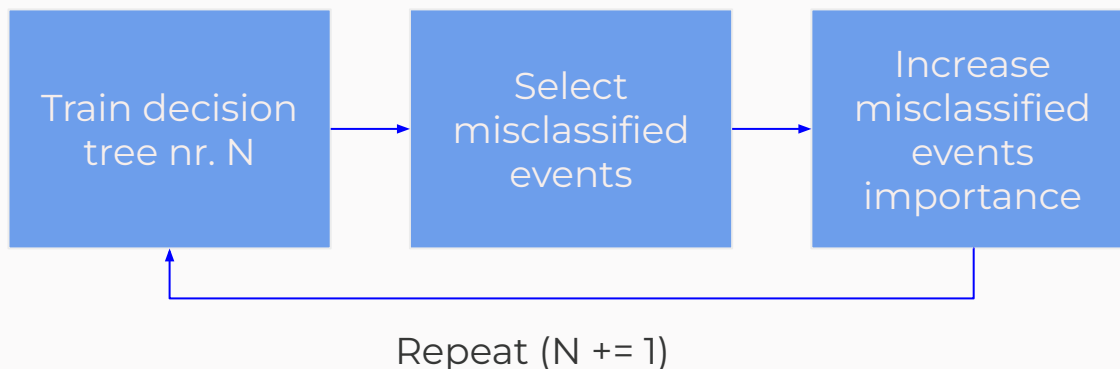 Train decision
tree nr. N
Select
misclassified
events
Increase
misclassified
events
importance
Repeat (N += 1)